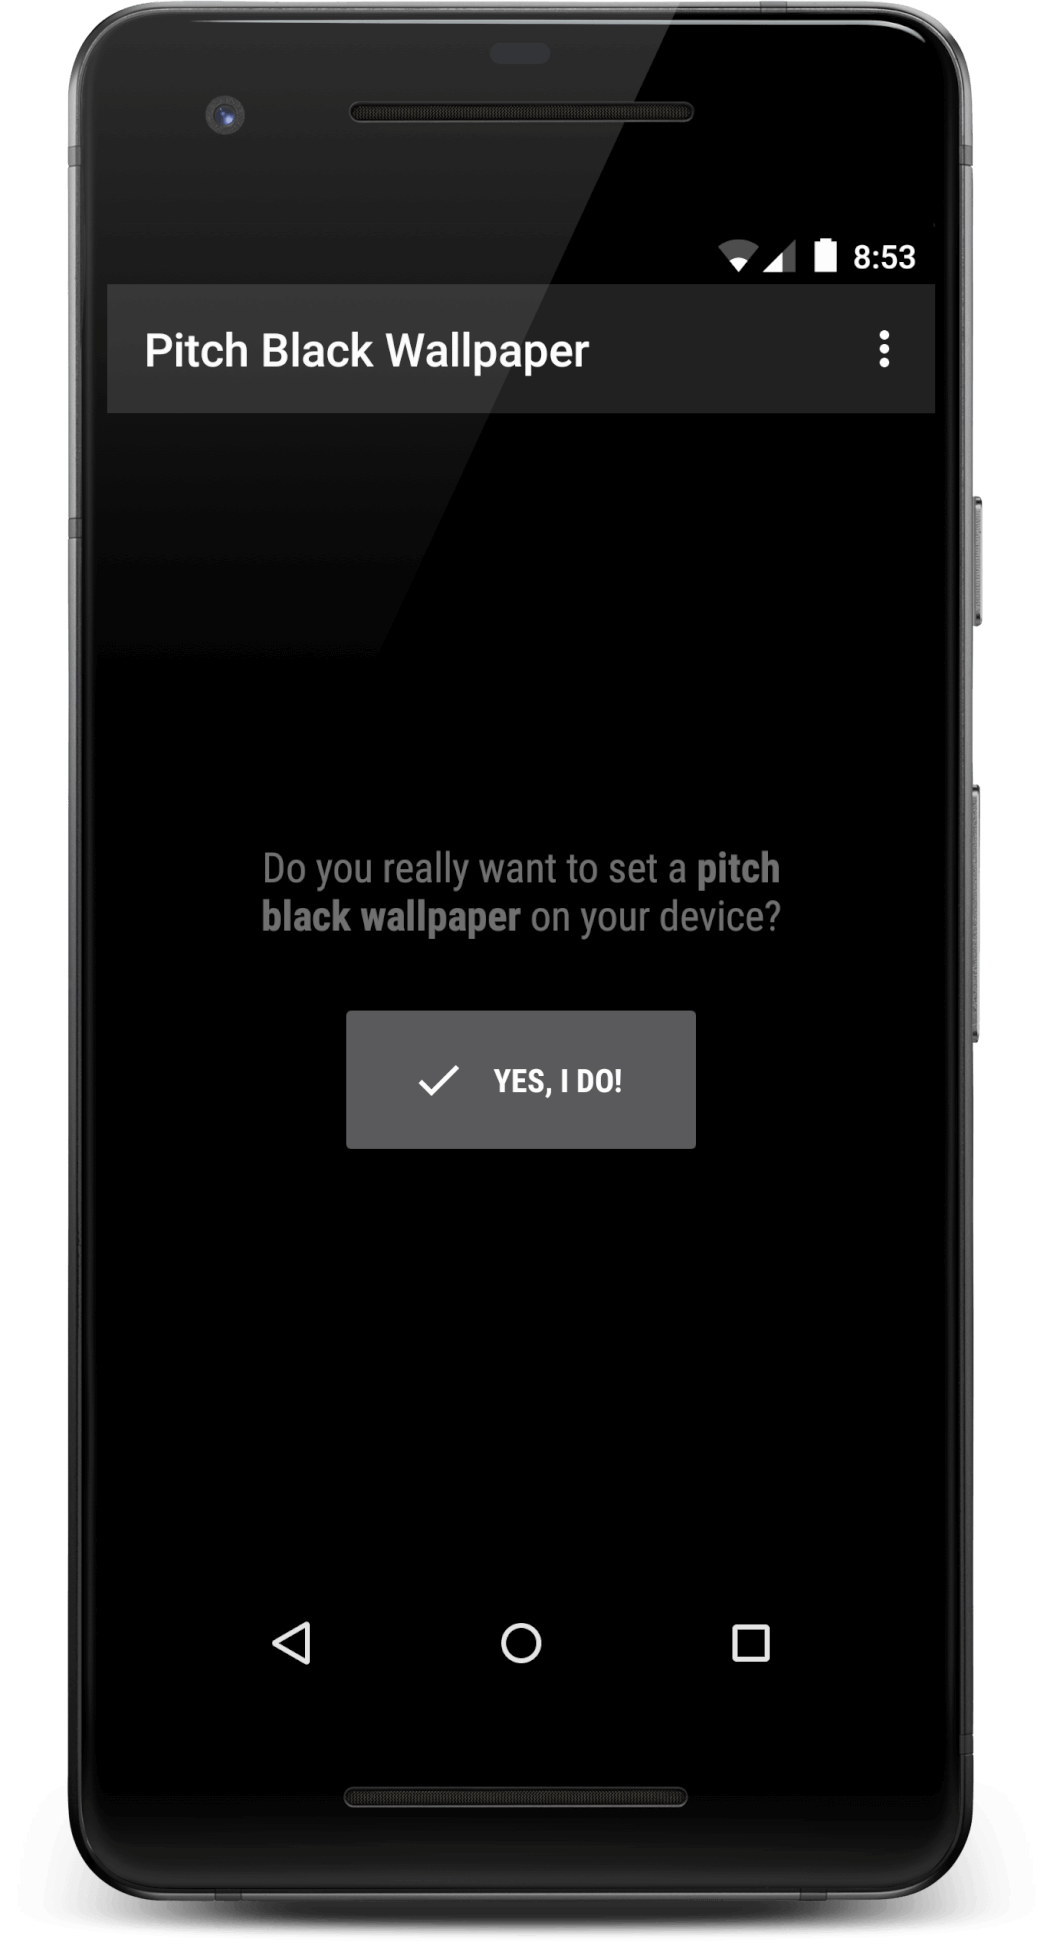 8:53
Pitch Black Wallpaper
Do you really want to set a pitch
black wallpaper on your device?
YES, I DO!